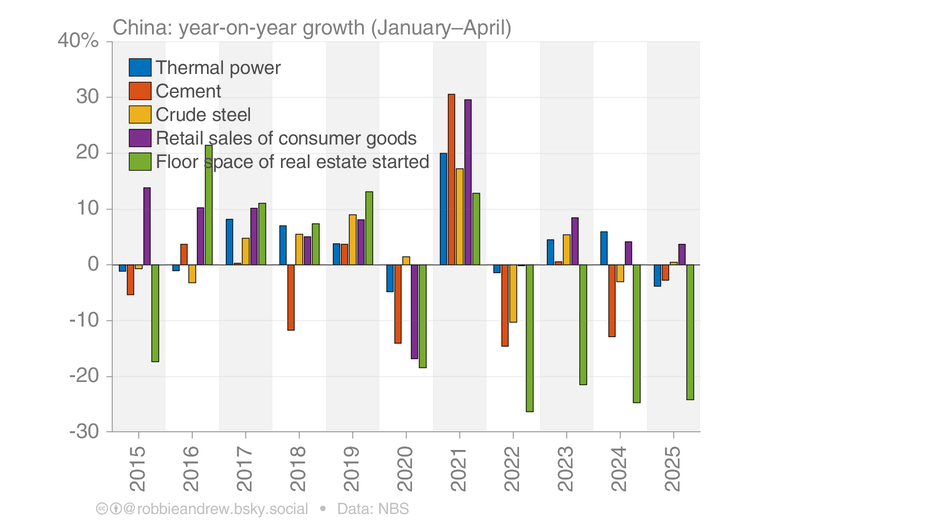 China: year-on-year growth (January–April)
40%
30
20
10
0
-10
-20
-30
Thermal power
Cement
Crude steel
Retail sales of consumer goods
Floor space of real estate started
2015
2016
2017
2018
2019
2020
2021
2022
2023
2024
2025
@robbieandrew.bsky.social • Data: NBS